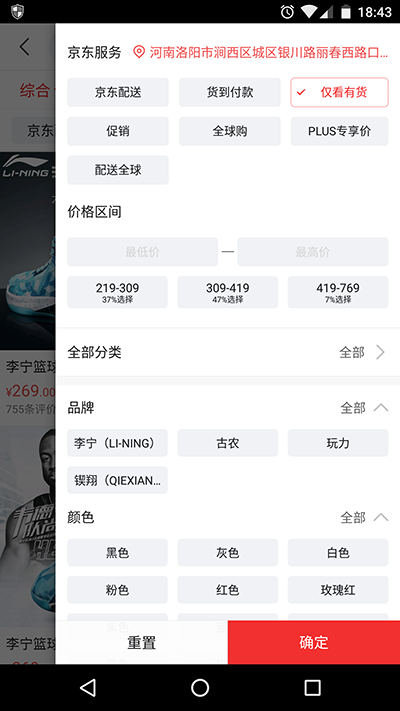 18:43
京东服务 河南洛阳市涧西区城区银川路丽春西路口...
京东配送 货到付款 仅看有货
促销 全球购 PLUS专享价
配送全球
价格区间
最低价 — 最高价
219-309 309-419 419-769
37%选择 47%选择 7%选择
全部分类 全部
品牌 全部
李宁（LI-NING） 古农 玩力
锲翔（QIEXIAN...
颜色 全部
黑色 灰色 白色
粉色 红色 玫瑰红
重置 确定
综合
京东
LI-NING
李宁篮球
¥269.00
755条评价
韦德
队尚
李宁篮球